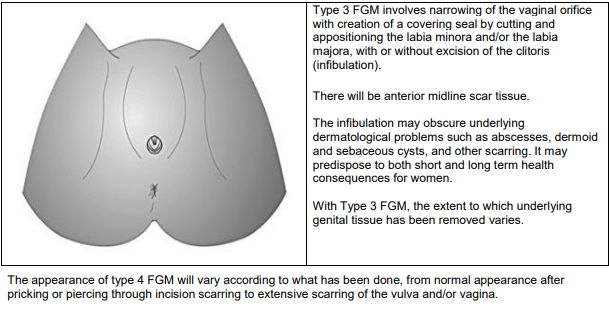 Type 3 FGM involves narrowing of the vaginal orifice
with creation of a covering seal by cutting and
appositioning the labia minora and/or the labia
majora, with or without excision of the clitoris
(infibulation).
There will be anterior midline scar tissue.
The infibulation may obscure underlying
dermatological problems such as abscesses, dermoid
and sebaceous cysts, and other scarring. It may
predispose to both short and long term health
consequences for women.
With Type 3 FGM, the extent to which underlying
genital tissue has been removed varies.
The appearance of type 4 FGM will vary according to what has been done, from normal appearance after
pricking or piercing through incision scarring to extensive scarring of the vulva and/or vagina.